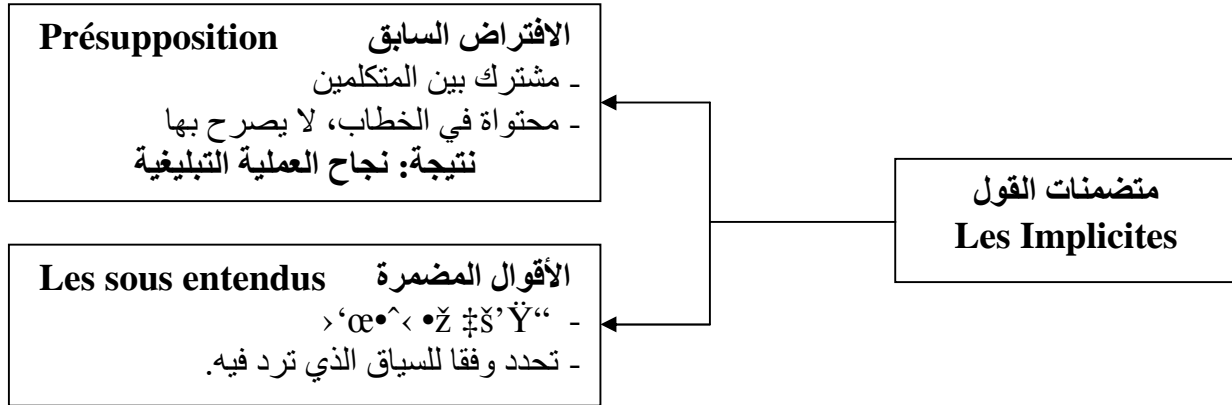 متضمنات القول
Les Implicites
الافتراض السابق Présupposition
- مشترك بين المتكلمين
- محتواة في الخطاب، لا يصرح بها
نتيجة: نجاح العملية التبليغية
الأقوال المضمرة Les sous entendus
- تحدد وفقا للسياق الذي ترد فيه.